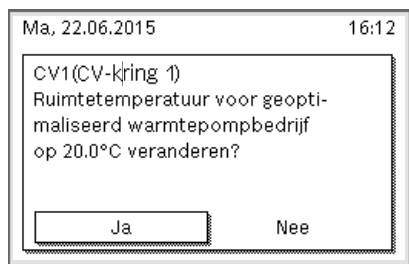 Ma, 22.06.2015 16:12
CV1(CV-kring 1)
Ruimtetemperatuur voor geopti-
maliseerd warmtepompbedrijf
op 20.0°C veranderen?
Ja Nee